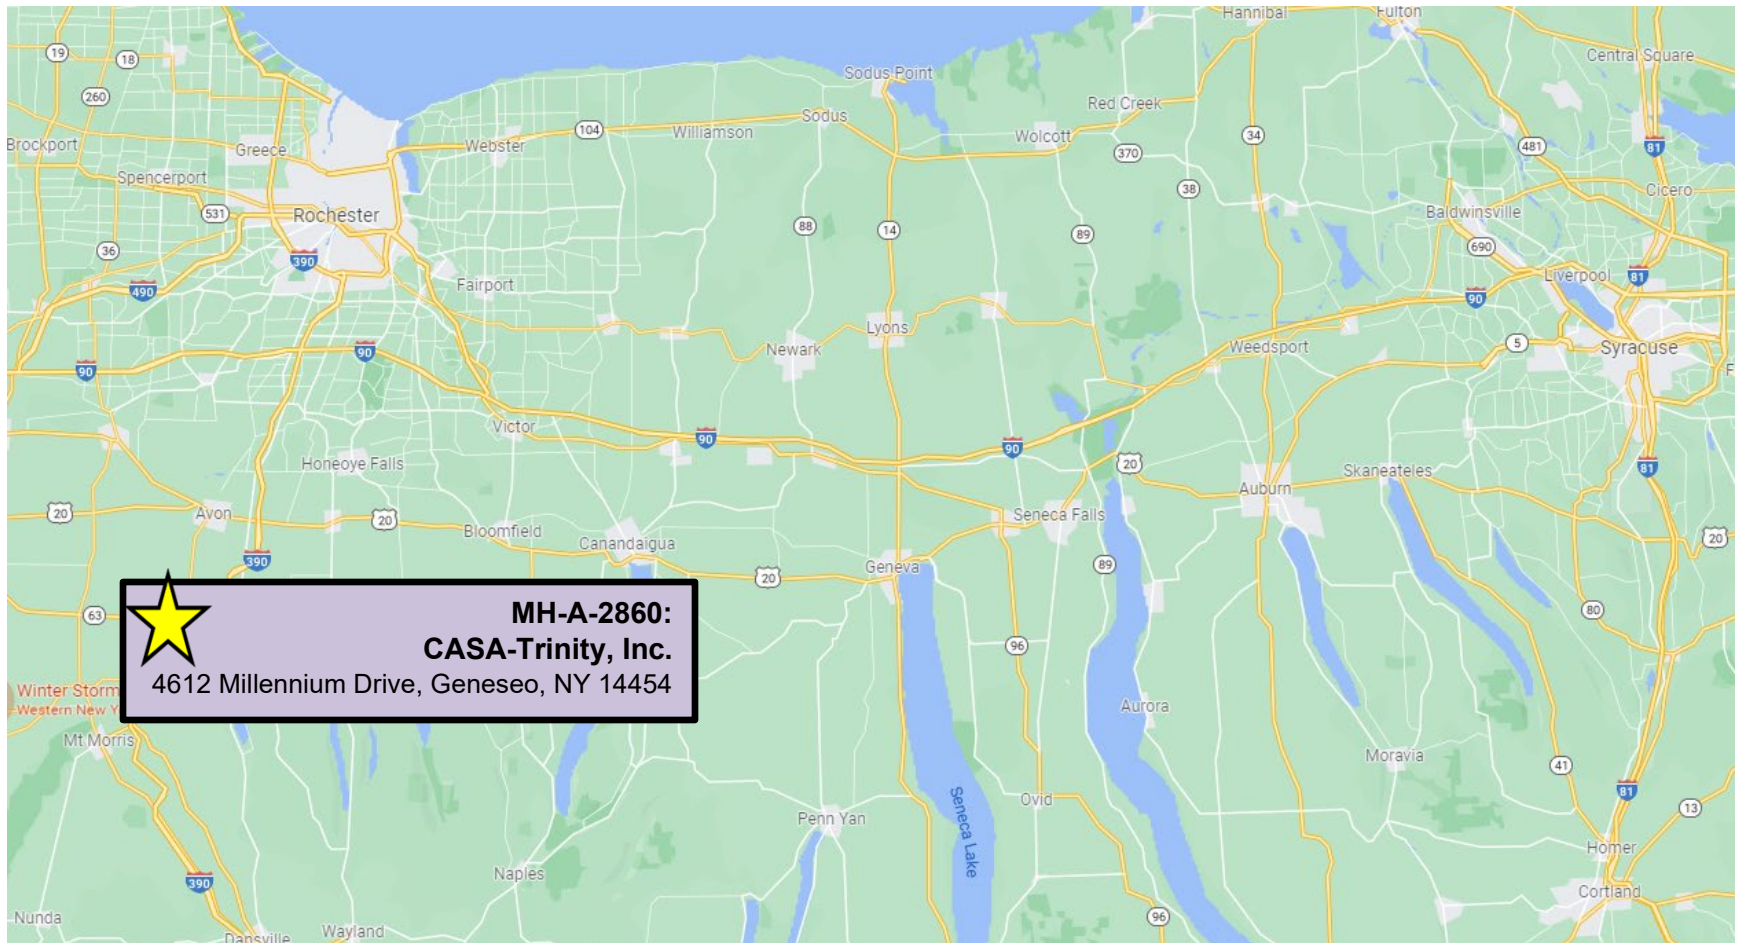 Hannibal
Fulton
19
18
Central Square
Sodus Point
260
Red Creek
Sodus
104
Williamson
Wolcott
34
Brockport
Greece
Webster
370
481
81
Spencerport
38
Cicero
531
Rochester
88
14
89
Baldwinsville
36
390
690
Fairport
Liverpool
81
490
90
Lyons
Newark
Weedsport
5
Syracuse
90
90
F
Victor
90
90
Honeoye Falls
20
Skaneateles
81
Auburn
20
Avon
20
Bloomfield
Seneca Falls
Canandaigua
20
390
Geneva
20
89
63
80
MH-A-2860:
CASA-Trinity, Inc.
4612 Millennium Drive, Geneseo, NY 14454
96
Winter Storm
Western New Y
Aurora
Mt Morris
Moravia
41
Seneca Lake
Ovid
81
13
Penn Yan
Homer
Naples
390
Cortland
Nunda
96
Dansville
Wayland